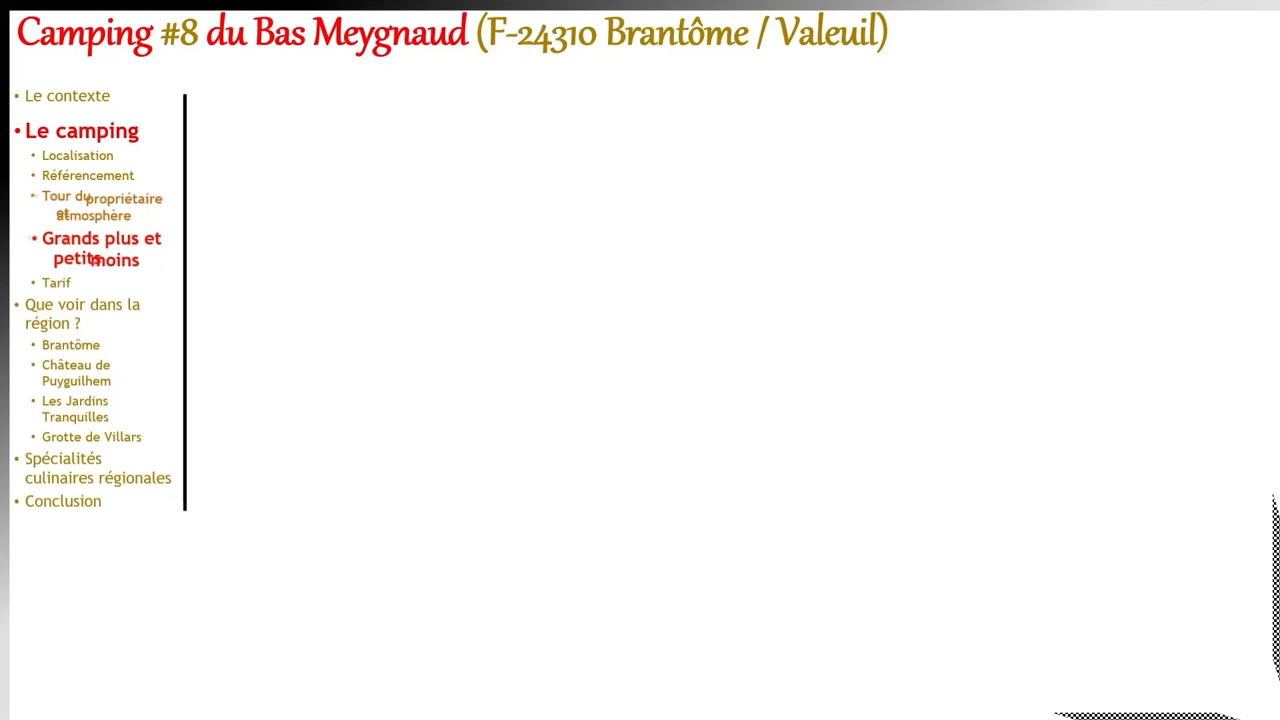 Camping #8 du Bas Meygnaud (F-24310 Brantôme / Valeuil)
• Le contexte
• Le camping
• Localisation
• Référencement
• Tour du propriétaire
et atmosphère
• Grands plus et
petits moins
• Tarif
• Que voir dans la
région ?
• Brantôme
• Château de
Puyguilhem
• Les Jardins
Tranquilles
• Grotte de Villars
• Spécialités
culinaires régionales
• Conclusion